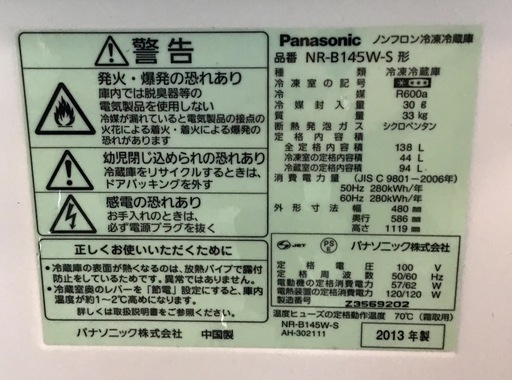 警告
発火・爆発の恐れあり
庫内では脱臭器等の
電気製品を使用しない
冷媒が漏れていると電気製品の接点の
火花による着火・着火による爆発
の恐れがあります
幼児閉じ込められの恐れあり
冷蔵庫をリサイクルするときは、
ドアパッキングを外す
感電の恐れあり
お手入れのときは、
必ず電源プラグを抜く
正しくお使いいただくために
・冷蔵庫の表面が熱くなるのは、放熱パイプで露付
防止をしているためです。異常ではありません。
・冷蔵室奥のレバーを「節電」設定にすると、庫内
温度が約1〜2℃高めになります。
詳しくは取扱説明書をご覧ください。
パナソニック株式会社 中国製
Panasonic ノンフロン冷凍冷蔵庫
品番 NR-B145W-S 形
種類 冷凍冷蔵庫
冷凍室の記号
冷媒 R600a
冷媒封入量 30g
質量 33kg
断熱発泡ガス シクロペンタン
全定格内容積 138 L
冷凍室の定格内容積 44 L
冷蔵室の定格内容積 94 L
消費電力量 (JIS C 9801-2006年)
50Hz 280kWh/年
60Hz 280kWh/年
外形寸法 幅 480 mm
奥行 586 mm
高さ 1119 mm
JET PSE パナソニック株式会社
定格電圧 100 V
定格周波数 50/60 Hz
電動機の定格消費電力 57/62 W
電熱装置の定格消費電力 120/120 W
製造番号 Z3569202
温度ヒューズの定格動作温度 70℃ (霜取用)
NR-B145W-S
AH-302111
2013 年製